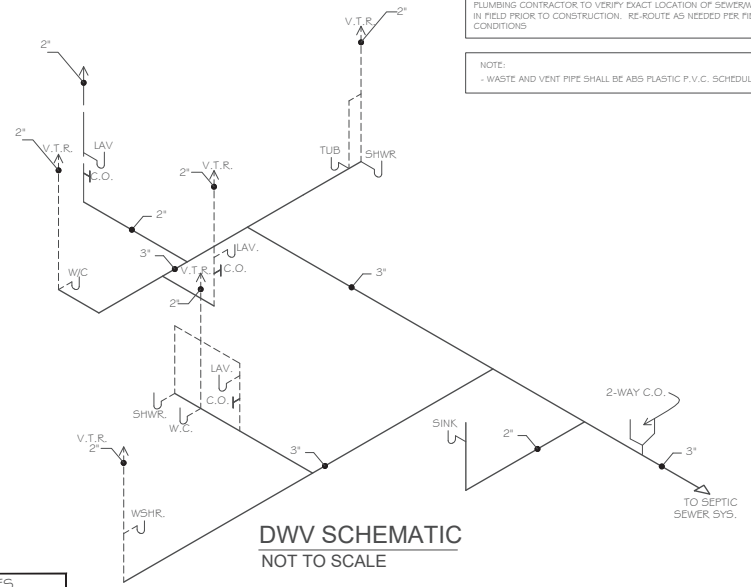 PLUMBING CONTRACTOR TO VERIFY EXACT LOCATION OF
IN FIELD PRIOR TO CONSTRUCTION. RE-ROUTE AS NEEDED PER
CONDITIONS
NOTE:
- WASTE AND VENT PIPE SHALL BE ABS PLASTIC P.V.C.
V.T.R.
2"
2"
2"
V.T.R.
LAV
C.O.
2"
V.T.R.
TUB
SHWR
2"
3"
LAV.
C.O.
W/C
V.T.R.
2"
3"
LAV.
C.O.
SHWR.
W.C.
2-WAY C.O.
SINK
2"
3"
V.T.R.
2"
3"
WSHR.
TO SEPTIC
SEWER SYS.
DWV SCHEMATIC
NOT TO SCALE